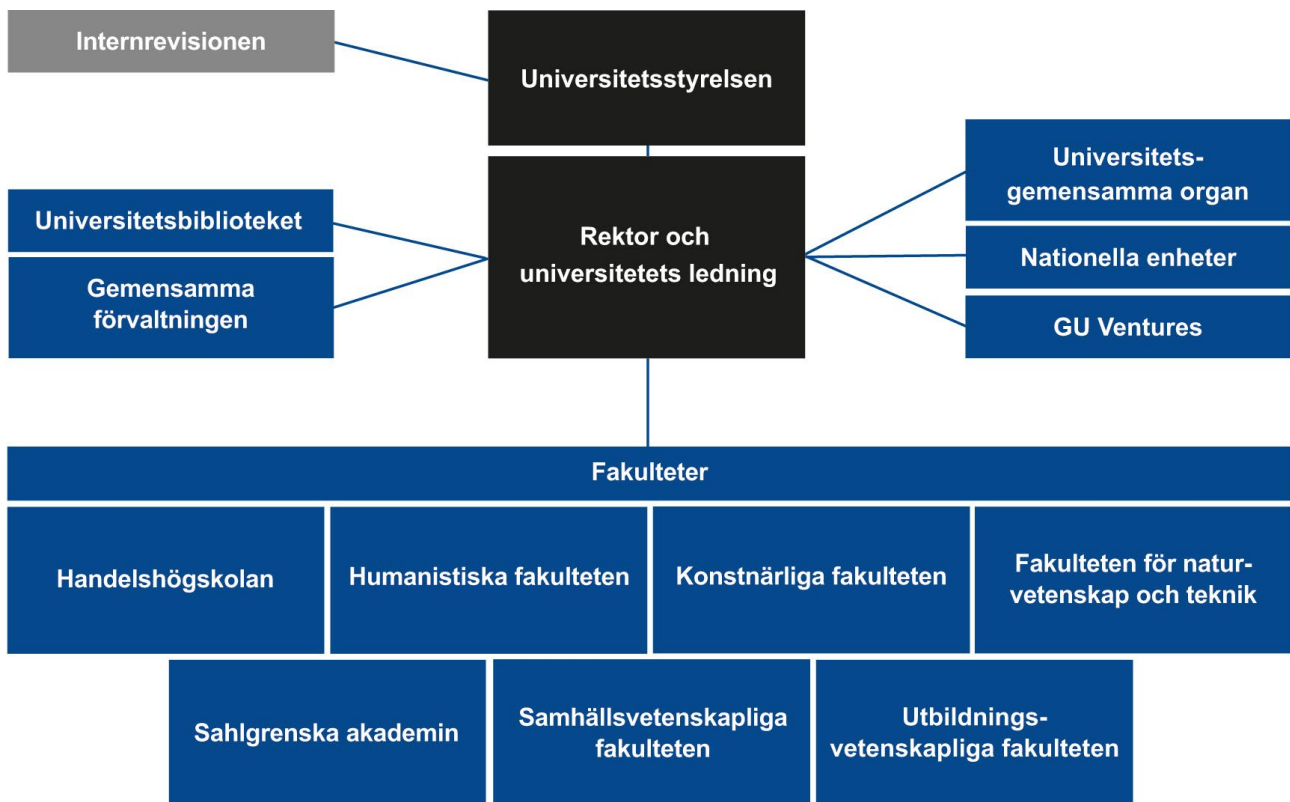 Internrevisionen
Universitetsstyrelsen
Universitets-
gemensamma organ
Universitetsbiblioteket
Rektor och
universitetets ledning
Nationella enheter
Gemensamma
förvaltningen
GU Ventures
Fakulteter
Handelshögskolan
Humanistiska fakulteten
Konstnärliga fakulteten
Fakulteten för natur-
vetenskap och teknik
Sahlgrenska akademin
Samhällsvetenskapliga
fakulteten
Utbildnings-
vetenskapliga fakulteten